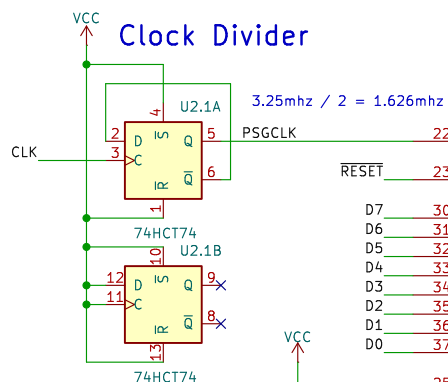 VCC
Clock Divider
4
U2.1A
3.25mhz / 2 = 1.626mhz
S
2 D Q 5 PSGCLK 22
CLK 3 C
Q 6 RESET 23
R
1
D7 30
74HCT74 D6 31
10 U2.1B D5 32
S D4 33
12 D Q 9 D3 34
11 C D2 35
Q 8 D1 36
R D0 37
13 VCC
74HCT74